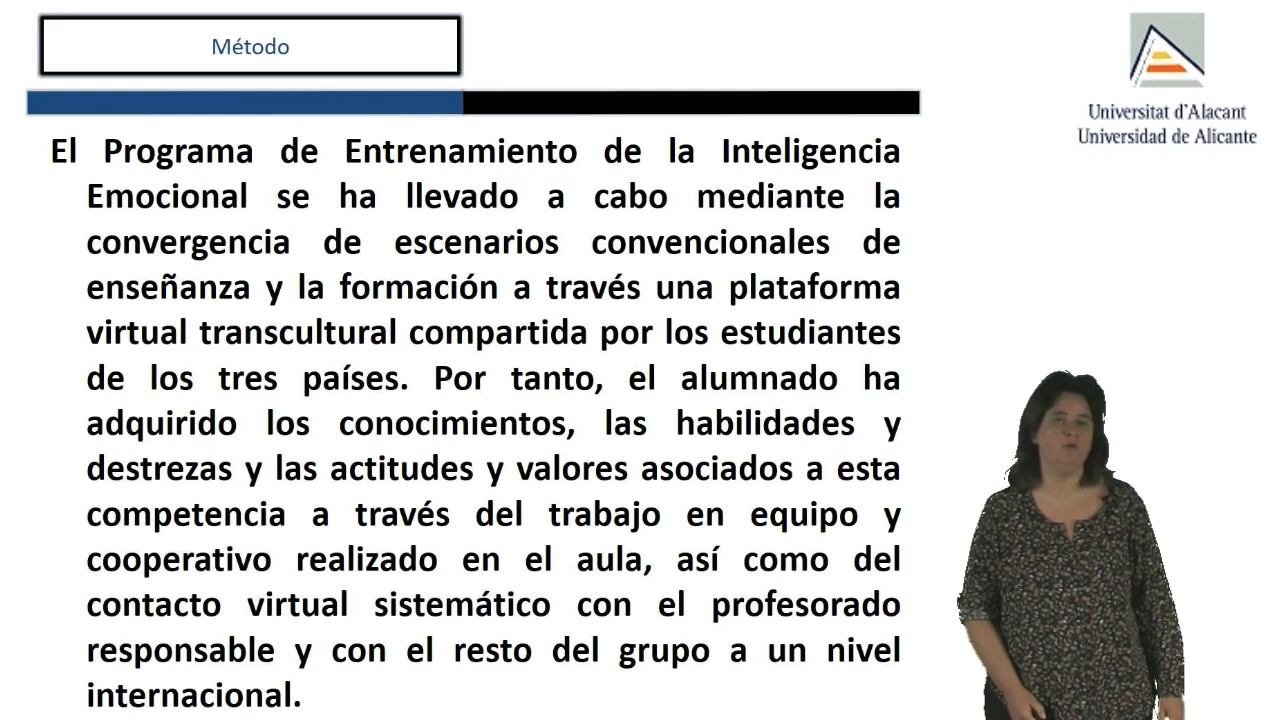 Método
Universitat d'Alacant
Universidad de Alicante
El Programa de Entrenamiento de la Inteligencia
Emocional se ha llevado a cabo mediante la
convergencia de escenarios convencionales de
enseñanza y la formación a través una plataforma
virtual transcultural compartida por los estudiantes
de los tres países. Por tanto, el alumnado ha
adquirido los conocimientos, las habilidades y
destrezas y las actitudes y valores asociados a esta
competencia a través del trabajo en equipo y
cooperativo realizado en el aula, así como del
contacto virtual sistemático con el profesorado
responsable y con el resto del grupo a un nivel
internacional.